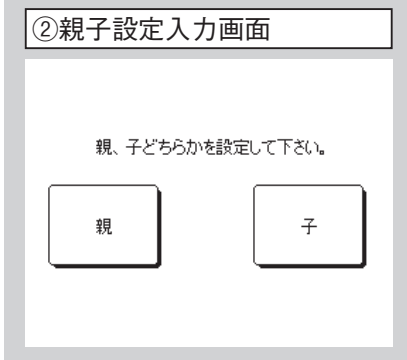 ②親子設定入力画面
親、子どちらかを設定して下さい。
親
子